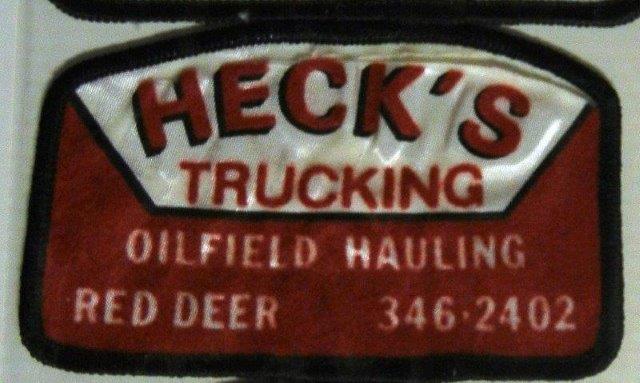 HECK'S
TRUCKING
OILFIELD HAULING
RED DEER 346·2402